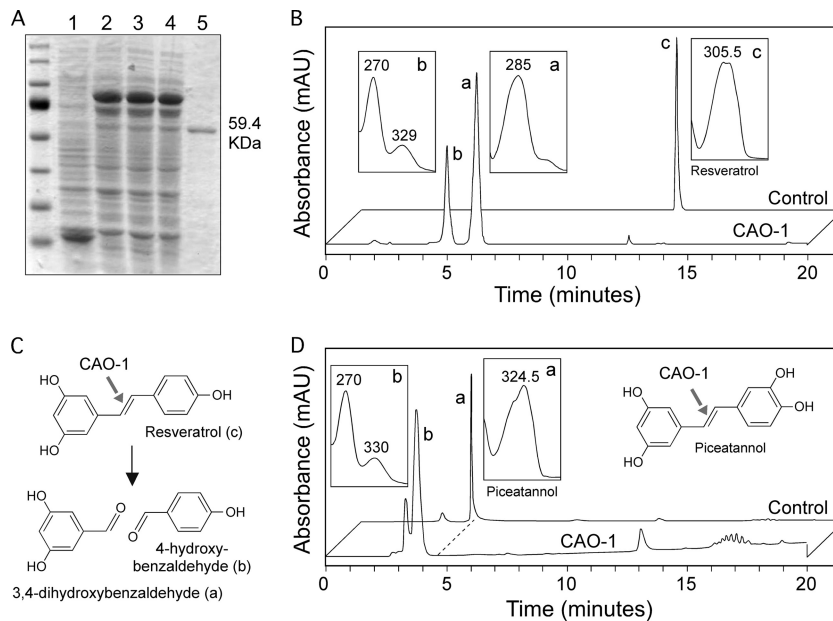 A
1 2 3 4 5
59.4
KDa
B
Absorbance (mAU)
270
b
329
b
a
285
a
c
305.5
c
Resveratrol
Control
CAO-1
0 5 10 15 20
Time (minutes)
C
CAO-1
HO
OH
HO
Resveratrol (c)
HO
O
O
OH
HO
4-hydroxy-
benzaldehyde (b)
3,4-dihydroxybenzaldehyde (a)
D
Absorbance (mAU)
270
b
330
b
a
324.5
a
Piceatannol
CAO-1
OH
HO
OH
HO
Piceatannol
Control
CAO-1
0 5 10 15 20
Time (minutes)